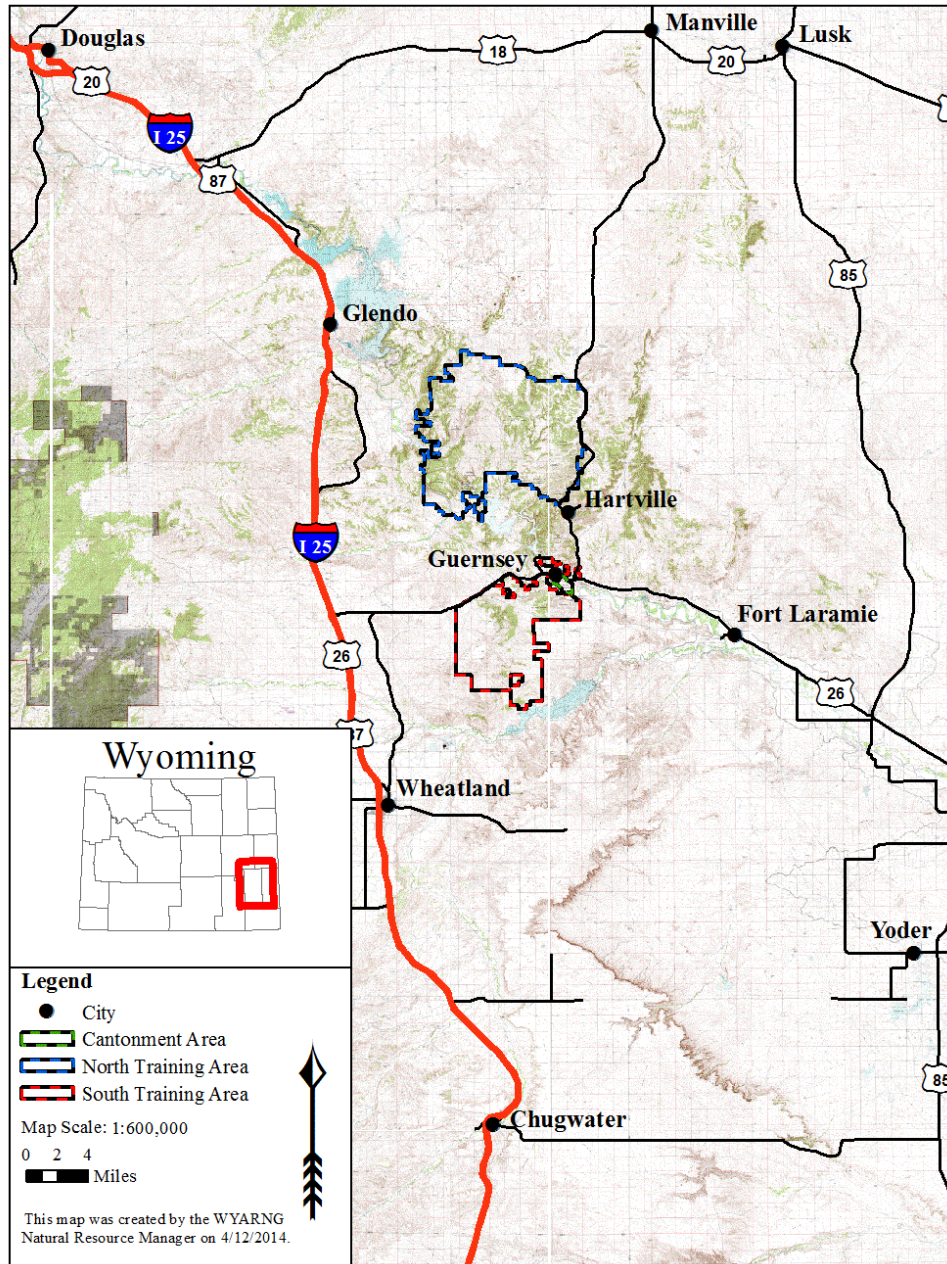 Manville
Lusk
Douglas
18
20
20
I 25
87
85
Glendo
Hartville
I 25
Guernsey
Fort Laramie
26
26
87
Wyoming
Wheatland
Yoder
Legend
City
Cantonment Area
North Training Area
South Training Area
85
Chugwater
Map Scale: 1:600,000
0 2 4
Miles
This map was created by the WYARNG
Natural Resource Manager on 4/12/2014.